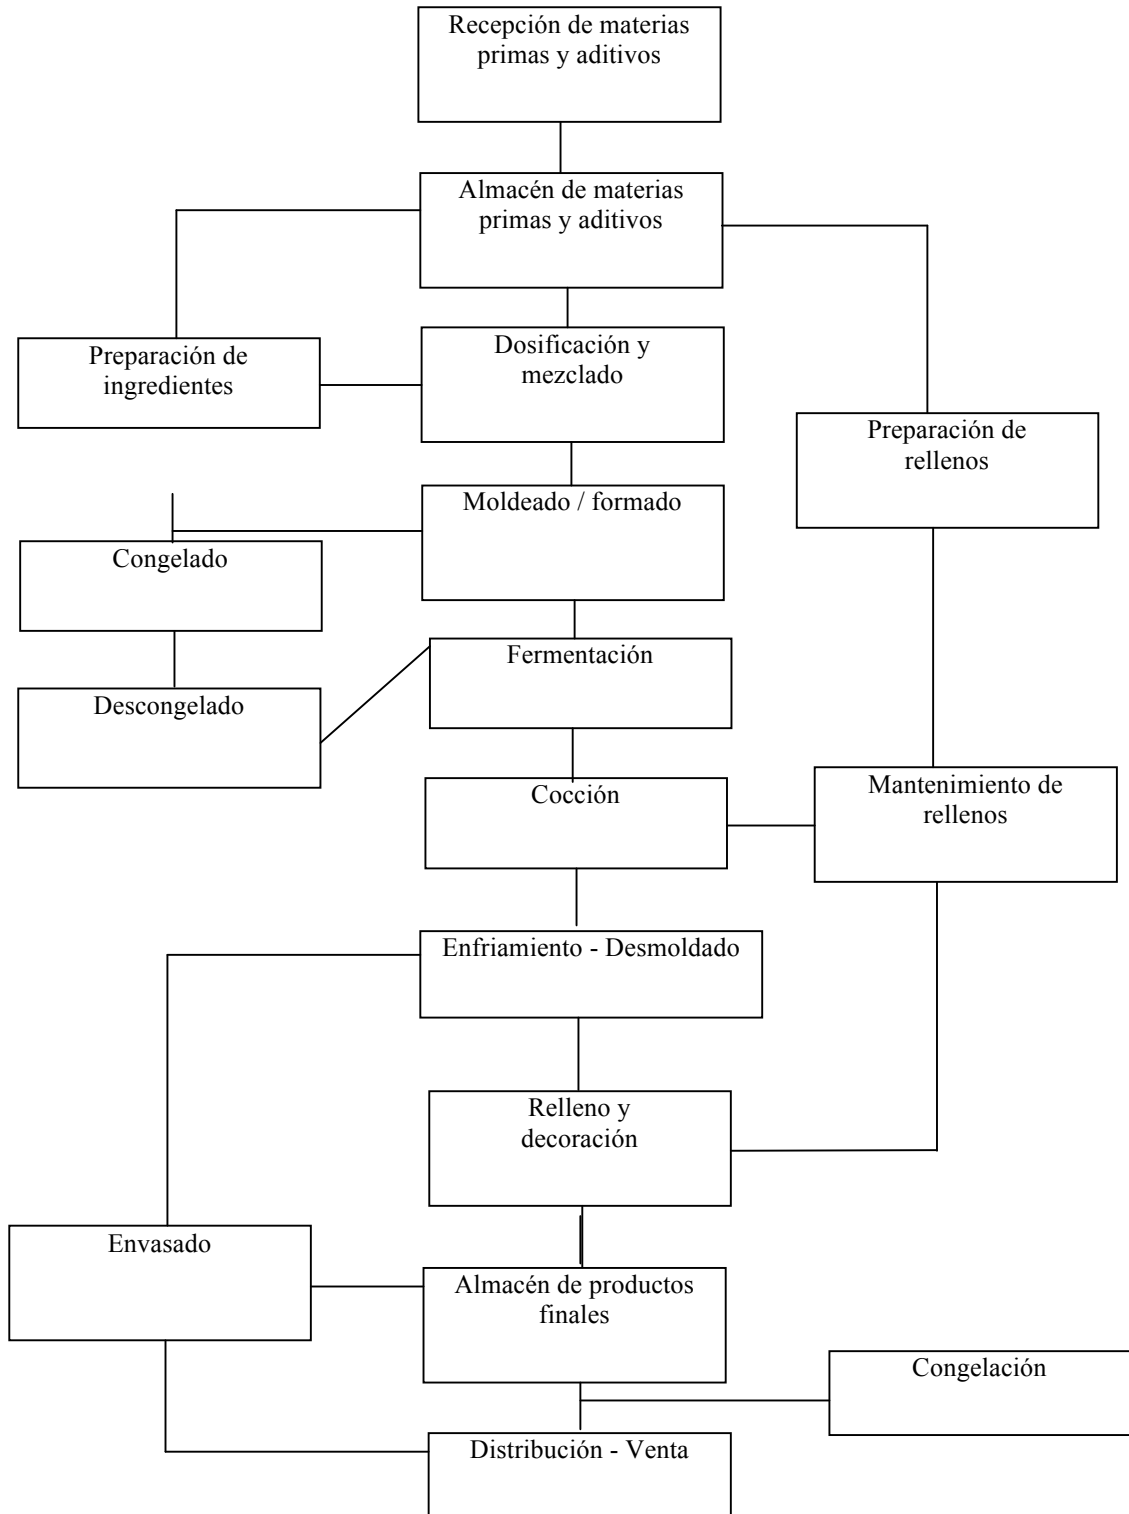 Recepción de materias
primas y aditivos
Almacén de materias
primas y aditivos
Preparación de
ingredientes
Dosificación y
mezclado
Preparación de
rellenos
Moldeado / formado
Congelado
Fermentación
Descongelado
Cocción
Mantenimiento de
rellenos
Enfriamiento - Desmoldado
Relleno y
decoración
Envasado
Almacén de productos
finales
Congelación
Distribución - Venta